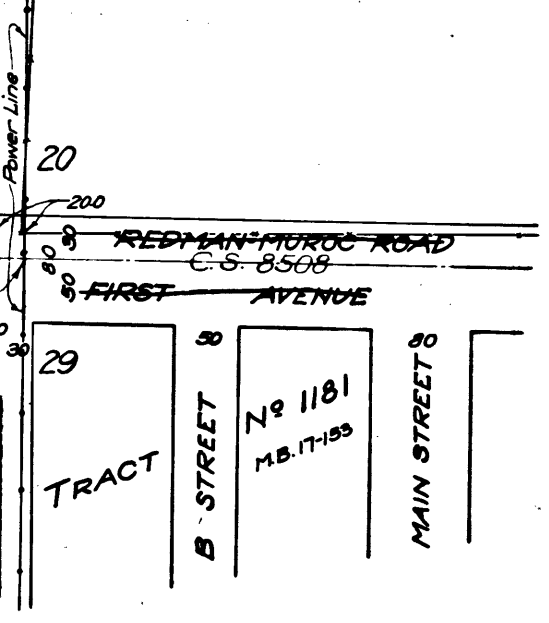 Power Line
20
200
30
REDMAN-MUROC ROAD
80
C.S. 8508
50
FIRST AVENUE
30
29
50
80
TRACT
B-STREET
Nº 1181
M.B. 17-153
MAIN STREET